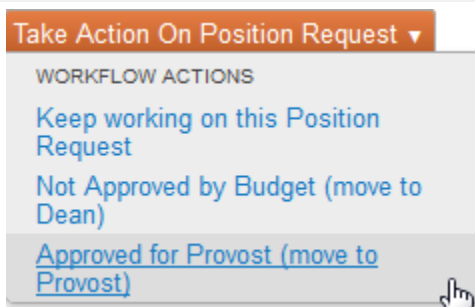 Take Action On Position Request ▼
WORKFLOW ACTIONS
Keep working on this Position
Request
Not Approved by Budget (move to
Dean)
Approved for Provost (move to
Provost)